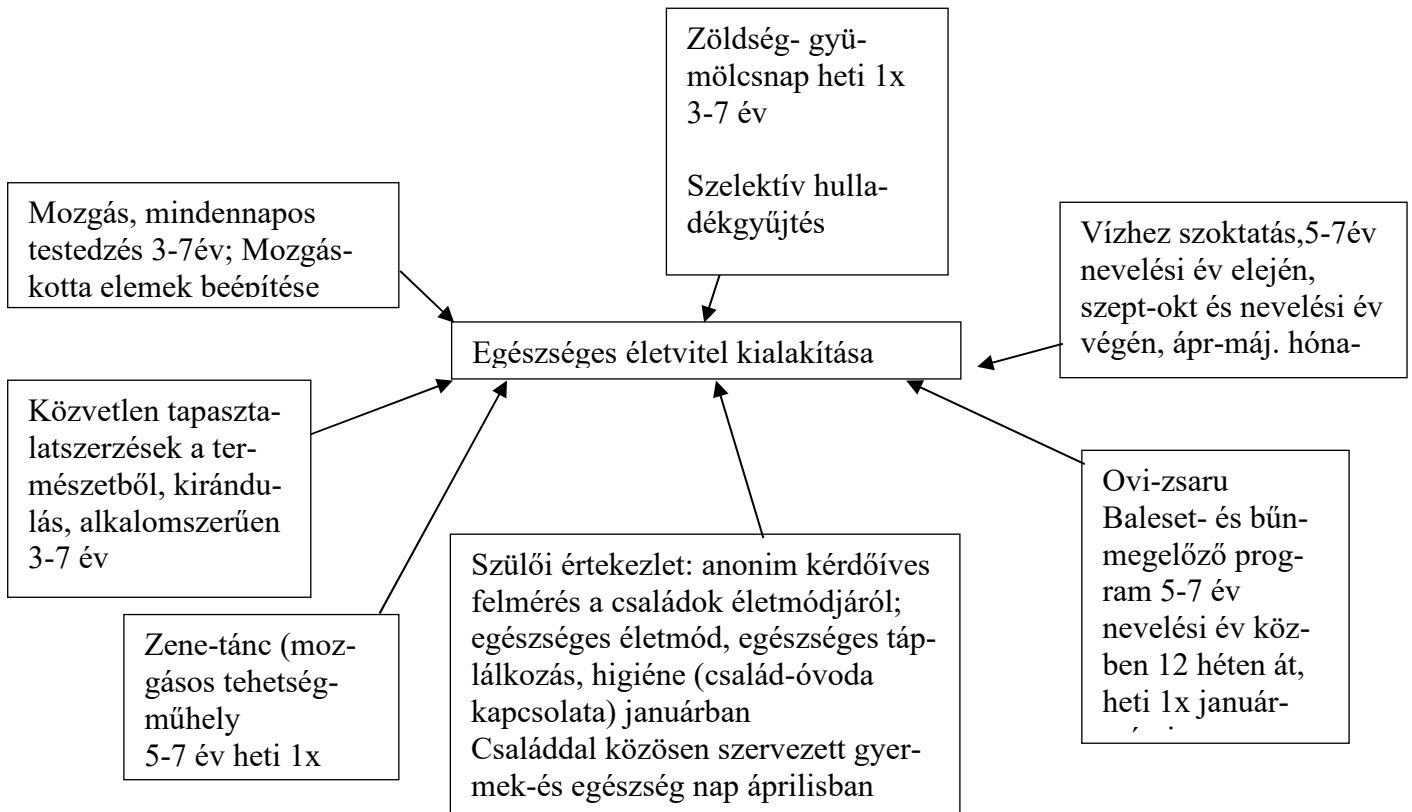 Zöldség- gyü-
mölcsnap heti 1x
3-7 év
Szelektív hulla-
dékgyűjtés
Mozgás, mindennapos
testedzés 3-7év; Mozgás-
kotta elemek beépítése
Vízhez szoktatás,5-7év
nevelési év elején,
szept-okt és nevelési év
végén, ápr-máj. hóna-
Egészséges életvitel kialakítása
Közvetlen tapaszta-
latszerzések a ter-
mészetből, kirándu-
lás, alkalomszerűen
3-7 év
Ovi-zsaru
Baleset- és bűn-
megelőző prog-
ram 5-7 év
nevelési év köz-
ben 12 héten át,
heti 1x január-
Szülői értekezlet: anonim kérdőíves
felmérés a családok életmódjáról;
egészséges életmód, egészséges táp-
lálkozás, higiéne (család-óvoda
kapcsolata) januárban
Családdal közösen szervezett gyer-
mek-és egészség nap áprilisban
Zene-tánc (moz-
gásos tehetség-
műhely
5-7 év heti 1x